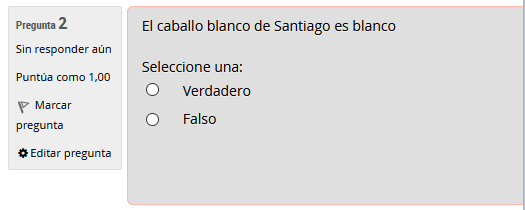 Pregunta 2
Sin responder aún
Puntúa como 1,00
Marcar
pregunta
Editar pregunta
El caballo blanco de Santiago es blanco
Seleccione una:
Verdadero
Falso